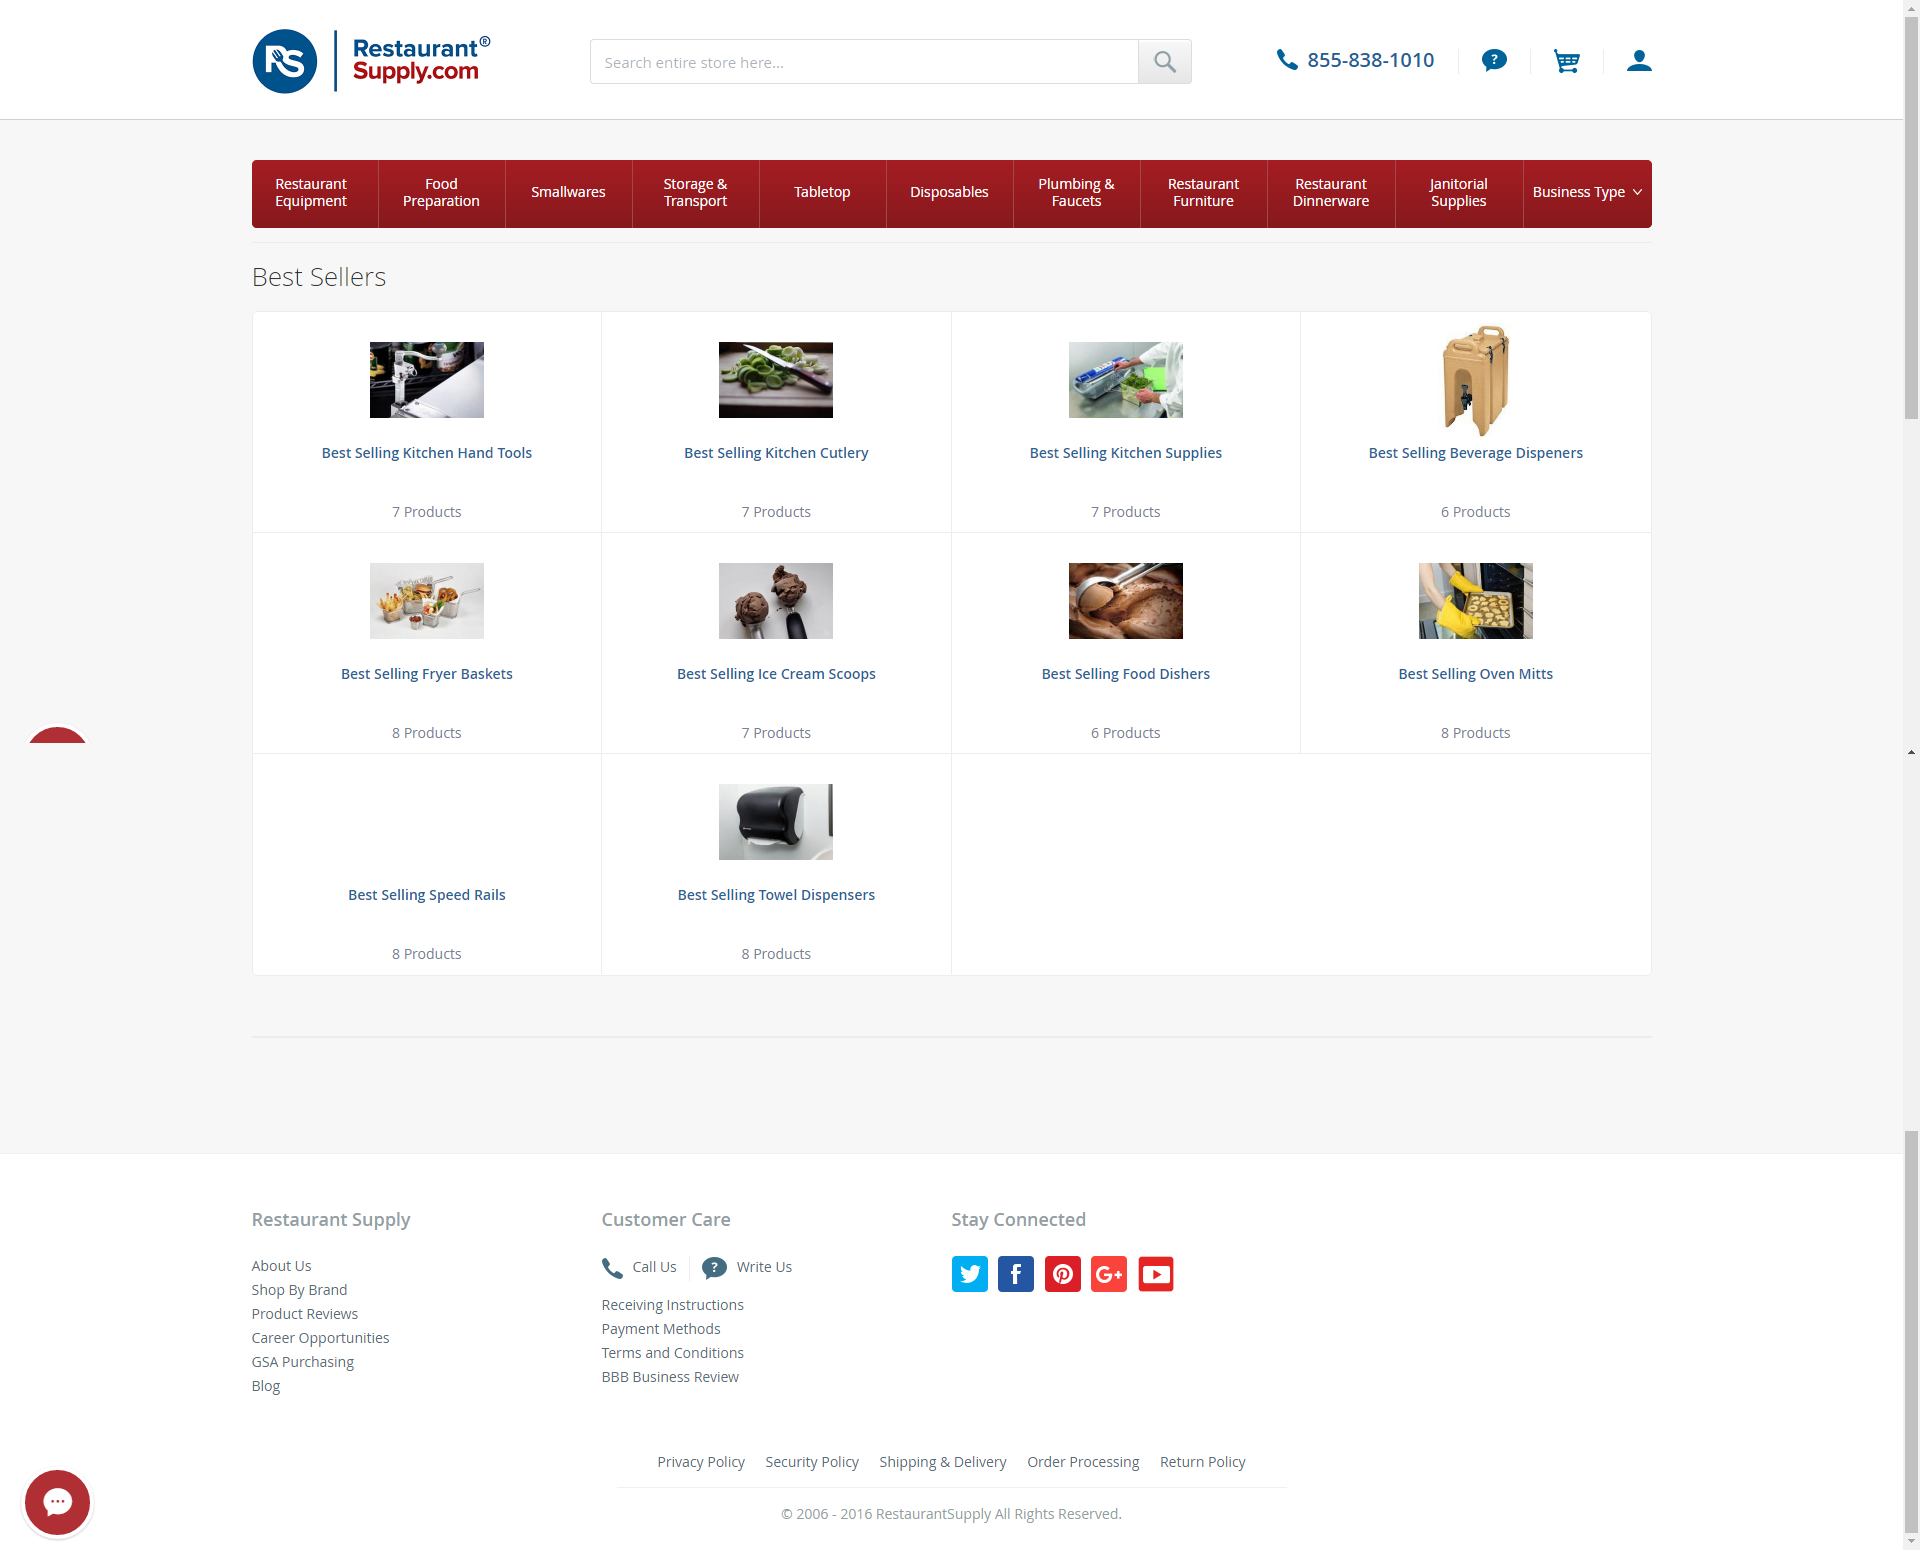 RS
Restaurant®
Supply.com
Search entire store here...
855-838-1010
?
Restaurant
Equipment
Food
Preparation
Smallwares
Storage &
Transport
Tabletop
Disposables
Plumbing &
Faucets
Restaurant
Furniture
Restaurant
Dinnerware
Janitorial
Supplies
Business Type
Best Sellers
Best Selling Kitchen Hand Tools
7 Products
Best Selling Kitchen Cutlery
7 Products
Best Selling Kitchen Supplies
7 Products
Best Selling Beverage Dispeners
6 Products
Best Selling Fryer Baskets
8 Products
Best Selling Ice Cream Scoops
7 Products
Best Selling Food Dishers
6 Products
Best Selling Oven Mitts
8 Products
Best Selling Speed Rails
8 Products
Best Selling Towel Dispensers
8 Products
Restaurant Supply
About Us
Shop By Brand
Product Reviews
Career Opportunities
GSA Purchasing
Blog
Customer Care
Call Us
? Write Us
Receiving Instructions
Payment Methods
Terms and Conditions
BBB Business Review
Stay Connected
f
G+
Privacy Policy Security Policy Shipping & Delivery Order Processing Return Policy
© 2006 - 2016 RestaurantSupply All Rights Reserved.